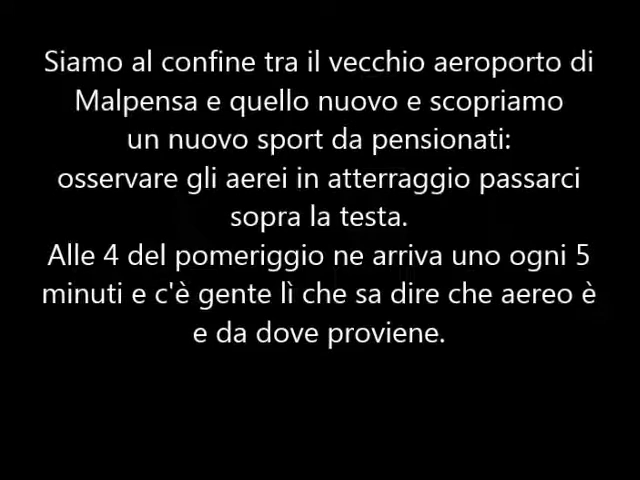 Siamo al confine tra il vecchio aeroporto di
Malpensa e quello nuovo e scopriamo
un nuovo sport da pensionati:
osservare gli aerei in atterraggio passarci
sopra la testa.
Alle 4 del pomeriggio ne arriva uno ogni 5
minuti e c'è gente lì che sa dire che aereo è
e da dove proviene.